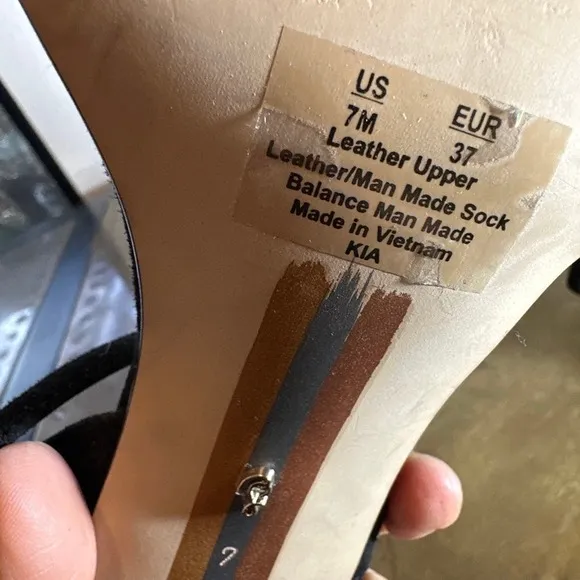 US EUR
7M 37
Leather Upper
Leather/Man Made Sock
Balance Man Made
Made in Vietnam
KIA